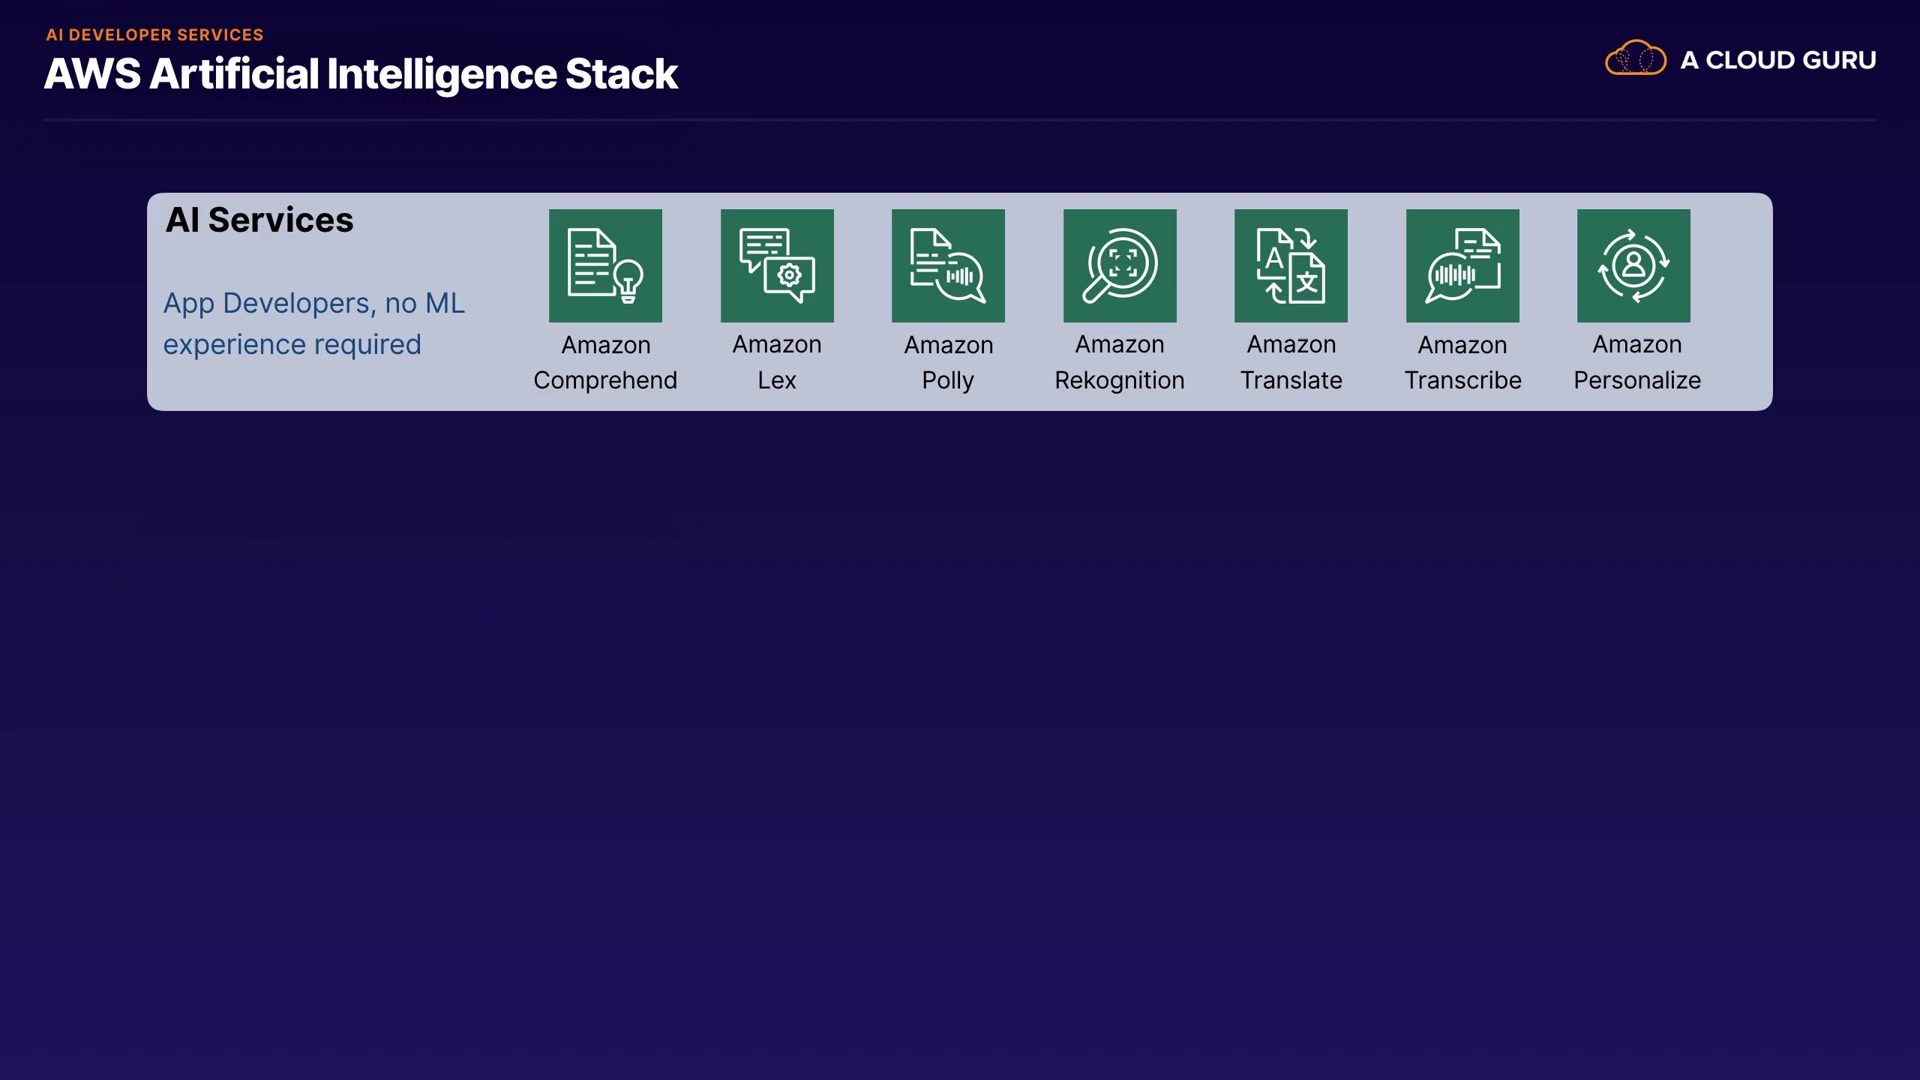 AI DEVELOPER SERVICES
AWS Artificial Intelligence Stack
A CLOUD GURU
AI Services
App Developers, no ML
experience required
A
文
Amazon
Comprehend
Amazon
Lex
Amazon
Polly
Amazon
Rekognition
Amazon
Translate
Amazon
Transcribe
Amazon
Personalize